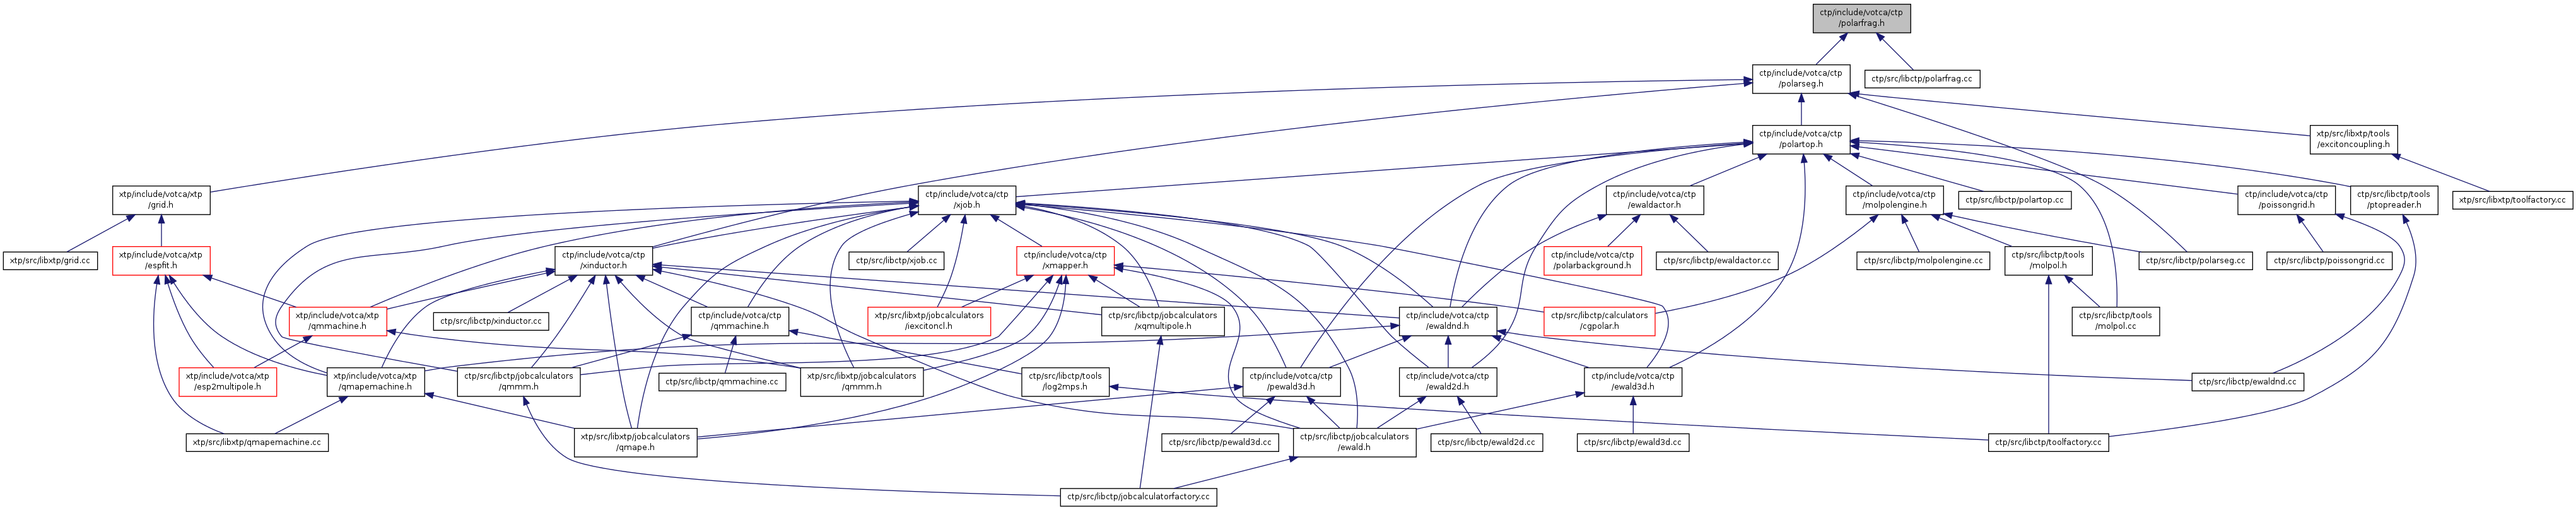 ctp/include/votca/ctp
/polarfrag.h
ctp/include/votca/ctp
/polarseg.h
ctp/src/libctp/polarfrag.cc
ctp/include/votca/ctp
/polartop.h
xtp/src/libxtp/tools
/excitoncoupling.h
xtp/include/votca/xtp
/grid.h
ctp/include/votca/ctp
/xjob.h
ctp/include/votca/ctp
/ewaldactor.h
ctp/include/votca/ctp
/molpolengine.h
ctp/src/libctp/polartop.cc
ctp/include/votca/ctp
/poissongrid.h
ctp/src/libctp/tools
/ptopreader.h
xtp/src/libxtp/toolfactory.cc
xtp/src/libxtp/grid.cc
xtp/include/votca/xtp
/espfit.h
ctp/include/votca/ctp
/xinductor.h
ctp/src/libctp/xjob.cc
ctp/include/votca/ctp
/xmapper.h
ctp/include/votca/ctp
/polarbackground.h
ctp/src/libctp/ewaldactor.cc
ctp/src/libctp/molpolengine.cc
ctp/src/libctp/tools
/molpol.h
ctp/src/libctp/polarseg.cc
ctp/src/libctp/poissongrid.cc
xtp/include/votca/xtp
/qmmachine.h
ctp/src/libctp/xinductor.cc
ctp/include/votca/ctp
/qmmachine.h
xtp/src/libxtp/jobcalculators
/iexcitoncl.h
ctp/src/libctp/jobcalculators
/xqmultipole.h
ctp/include/votca/ctp
/ewaldnd.h
ctp/src/libctp/calculators
/cgpolar.h
ctp/src/libctp/tools
/molpol.cc
xtp/include/votca/xtp
/esp2multipole.h
xtp/include/votca/xtp
/qmapemachine.h
ctp/src/libctp/jobcalculators
/qmmm.h
ctp/src/libctp/qmmachine.cc
xtp/src/libxtp/jobcalculators
/qmmm.h
ctp/src/libctp/tools
/log2mps.h
ctp/include/votca/ctp
/pewald3d.h
ctp/include/votca/ctp
/ewald2d.h
ctp/include/votca/ctp
/ewald3d.h
ctp/src/libctp/ewaldnd.cc
xtp/src/libxtp/qmapemachine.cc
xtp/src/libxtp/jobcalculators
/qmape.h
ctp/src/libctp/pewald3d.cc
ctp/src/libctp/jobcalculators
/ewald.h
ctp/src/libctp/ewald2d.cc
ctp/src/libctp/ewald3d.cc
ctp/src/libctp/toolfactory.cc
ctp/src/libctp/jobcalculatorfactory.cc